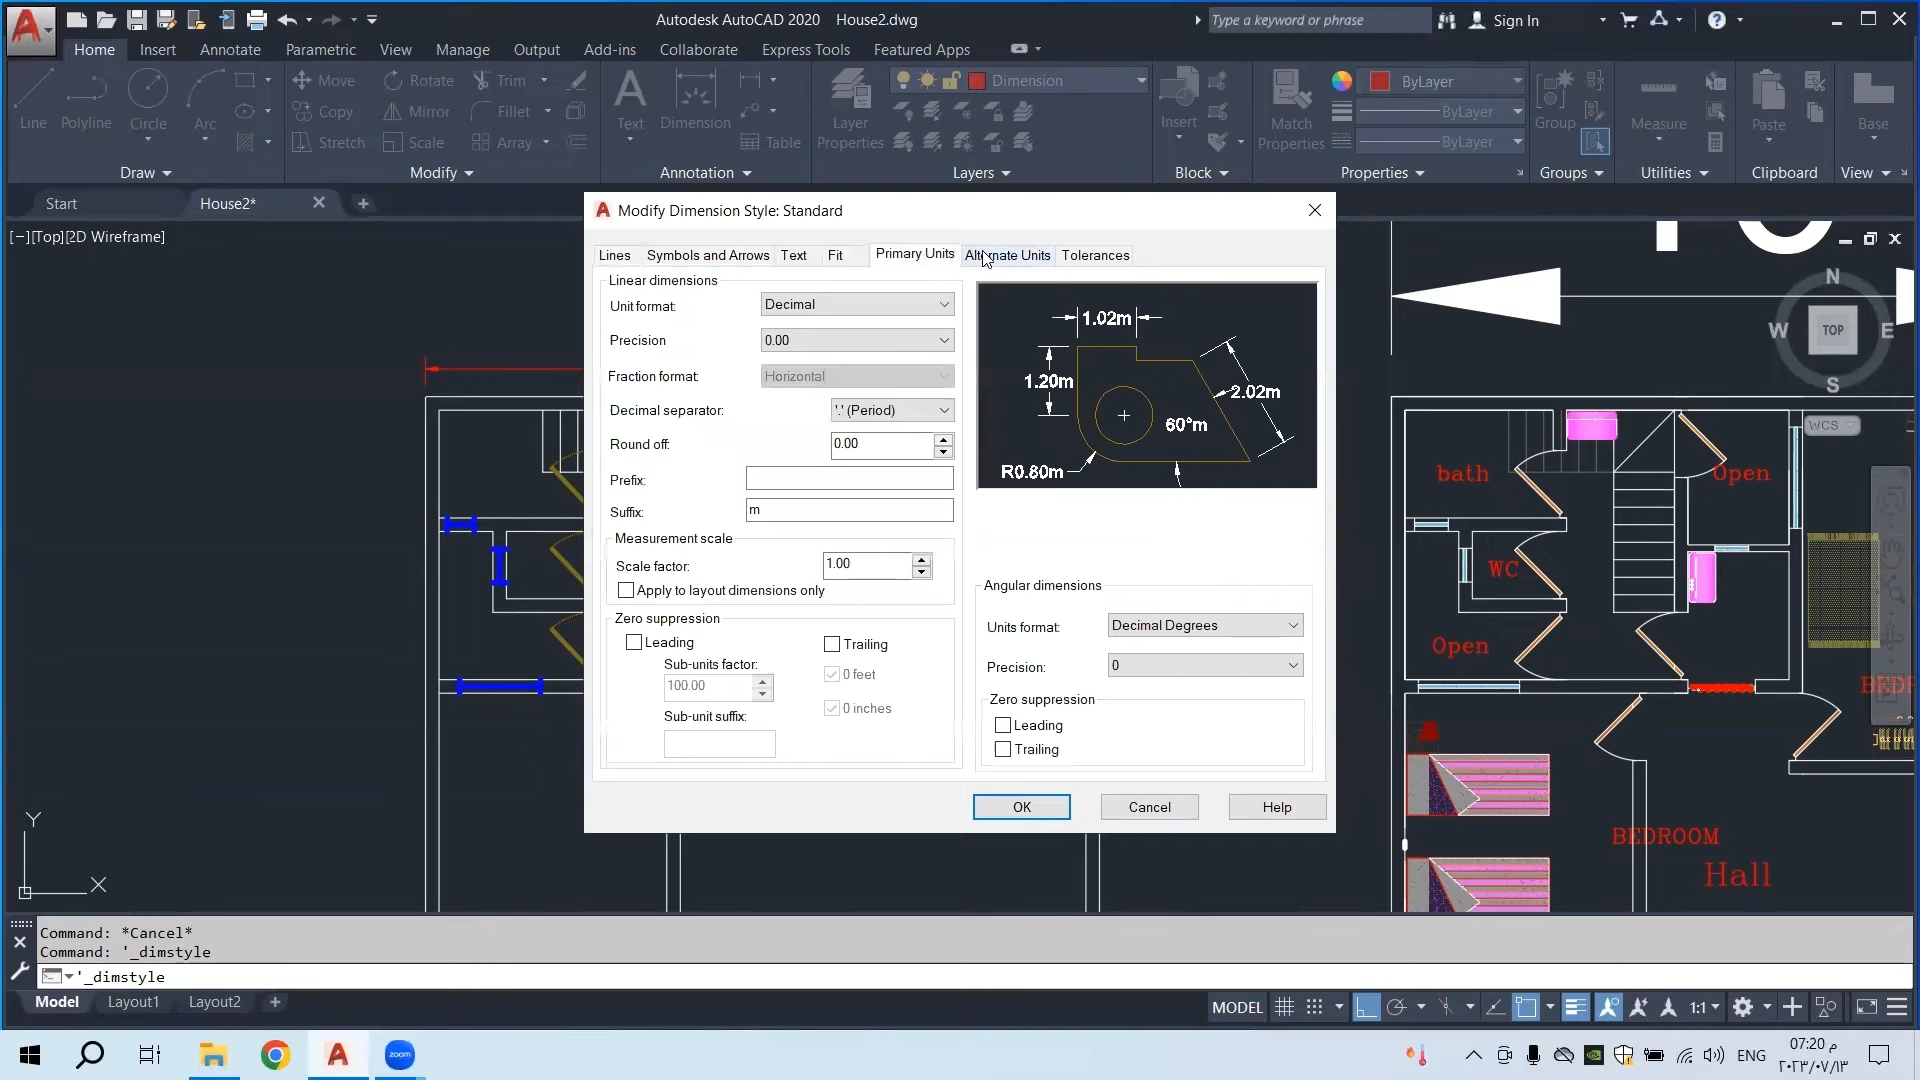 Autodesk AutoCAD 2020 House2.dwg
Type a keyword or phrase
Sign In
Home Insert Annotate Parametric View Manage Output Add-ins Collaborate Express Tools Featured Apps
Line Polyline Circle Arc
Move Rotate Trim
Copy Mirror Fillet
Stretch Scale Array
Text Dimension Table
Layer Properties
Dimension
Insert
Match Properties
ByLayer
ByLayer
ByLayer
Group
Measure
Paste
Base
Draw Modify Annotation Layers Block Properties Groups Utilities Clipboard View
Start House2*
[−][Top][2D Wireframe]
Modify Dimension Style: Standard
Lines Symbols and Arrows Text Fit Primary Units Alternate Units Tolerances
Linear dimensions
Unit format: Decimal
Precision 0.00
Fraction format: Horizontal
Decimal separator: '.' (Period)
Round off: 0.00
Prefix:
Suffix: m
Measurement scale
Scale factor: 1.00
Apply to layout dimensions only
Zero suppression
Leading
Trailing
Sub-units factor:
100.00
0 feet
Sub-unit suffix:
0 inches
1.02m
1.20m
2.02m
60°m
R0.80m
Angular dimensions
Units format: Decimal Degrees
Precision: 0
Zero suppression
Leading
Trailing
OK Cancel Help
N
W TOP E
S
WCS
bath
Open
WC
Open
BEDROOM
Hall
Y
X
Command: *Cancel*
Command: '_dimstyle
'_dimstyle
Model Layout1 Layout2
MODEL
1:1
zoom
ENG
07:20 م
٢٠٢٣/٠٧/١٣